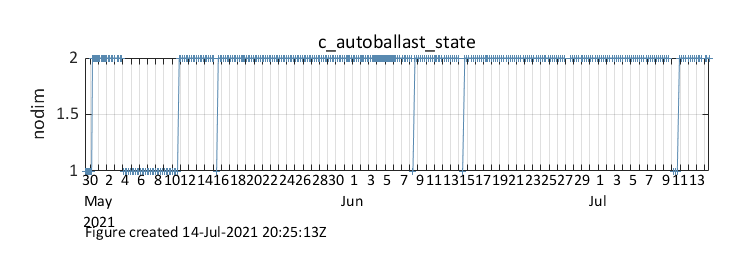 c_autoballast_state
2
1.5
1
nodim
30 2 4 6 8 10 12 14 16 18 20 22 24 26 28 30 1 3 5 7 9 11 13 15 17 19 21 23 25 27 29 1 3 5 7 9 11 13
May Jun Jul
2021
Figure created 14-Jul-2021 20:25:13Z